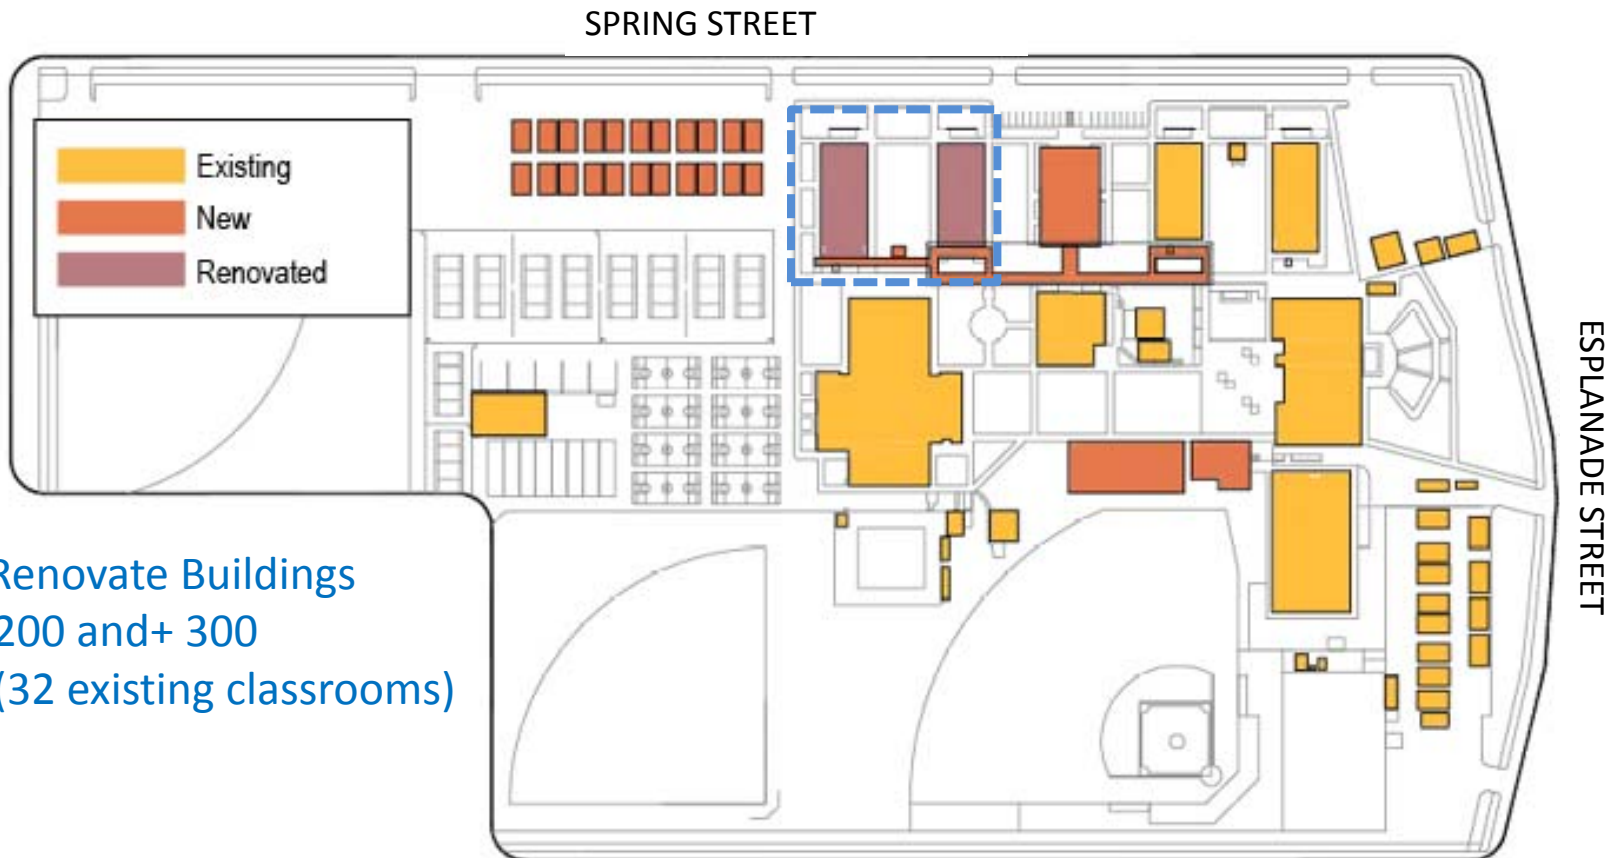 SPRING STREET
Existing
New
Renovated
ESPLANADE STREET
Renovate Buildings
200 and+ 300
(32 existing classrooms)